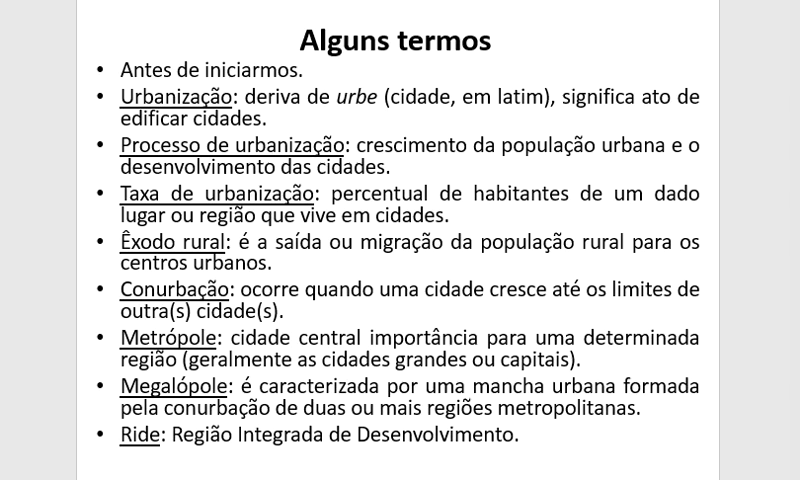 Alguns termos
• Antes de iniciarmos.
• Urbanização: deriva de urbe (cidade, em latim), significa ato de
edificar cidades.
• Processo de urbanização: crescimento da população urbana e o
desenvolvimento das cidades.
• Taxa de urbanização: percentual de habitantes de um dado
lugar ou região que vive em cidades.
• Êxodo rural: é a saída ou migração da população rural para os
centros urbanos.
• Conurbação: ocorre quando uma cidade cresce até os limites de
outra(s) cidade(s).
• Metrópole: cidade central importância para uma determinada
região (geralmente as cidades grandes ou capitais).
• Megalópole: é caracterizada por uma mancha urbana formada
pela conurbação de duas ou mais regiões metropolitanas.
• Ride: Região Integrada de Desenvolvimento.